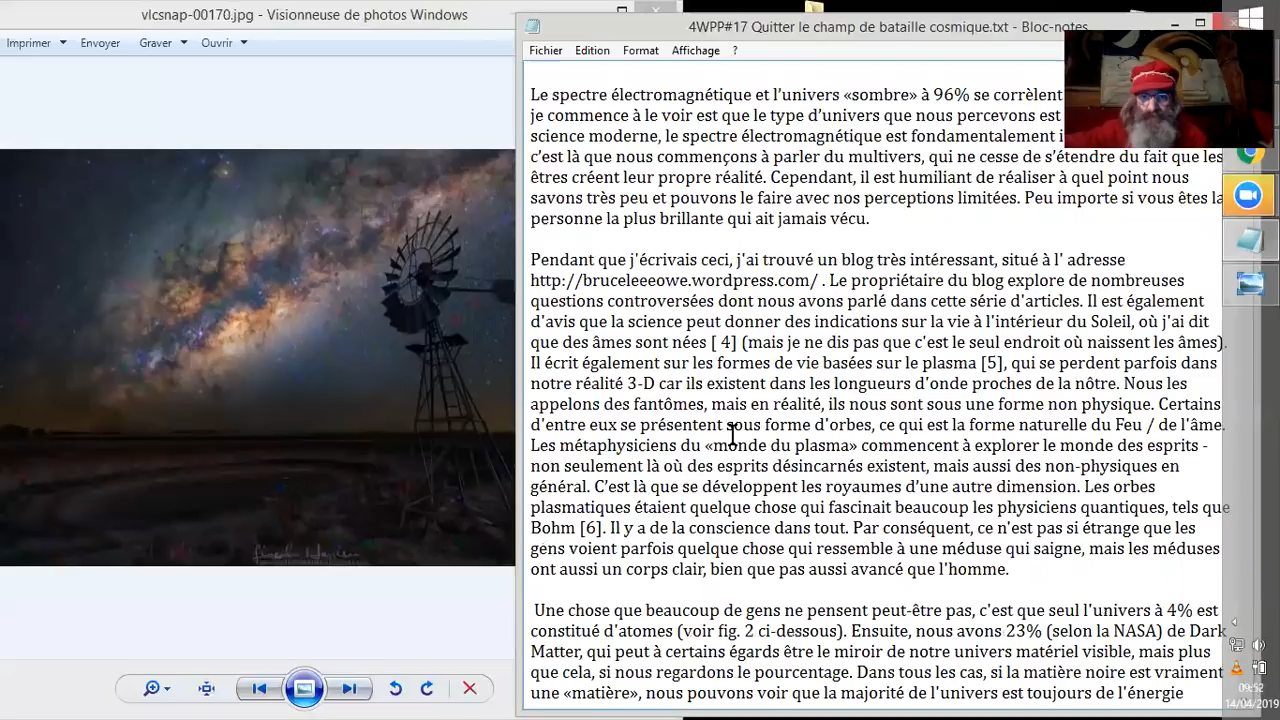 vlcsnap-00170.jpg - Visionneuse de photos Windows
Imprimer Envoyer Graver Ouvrir
4WPP#17 Quitter le champ de bataille cosmique.txt - Bloc-notes
Fichier Edition Format Affichage ?
Le spectre électromagnétique et l'univers «sombre» à 96% se corrèlent
je commence à le voir est que le type d'univers que nous percevons est
science moderne, le spectre électromagnétique est fondamentalement
c'est là que nous commençons à parler du multivers, qui ne cesse de s'étendre du fait que les
êtres créent leur propre réalité. Cependant, il est humiliant de réaliser à quel point nous
savons très peu et pouvons le faire avec nos perceptions limitées. Peu importe si vous êtes la
personne la plus brillante qui ait jamais vécu.
Pendant que j'écrivais ceci, j'ai trouvé un blog très intéressant, situé à l' adresse
http://bruceleeeowe.wordpress.com/ . Le propriétaire du blog explore de nombreuses
questions controversées dont nous avons parlé dans cette série d'articles. Il est également
d'avis que la science peut donner des indications sur la vie à l'intérieur du Soleil, où j'ai dit
que des âmes sont nées [ 4] (mais je ne dis pas que c'est le seul endroit où naissent les âmes).
Il écrit également sur les formes de vie basées sur le plasma [5], qui se perdent parfois dans
notre réalité 3-D car ils existent dans les longueurs d'onde proches de la nôtre. Nous les
appelons des fantômes, mais en réalité, ils nous sont sous une forme non physique. Certains
d'entre eux se présentent sous forme d'orbes, ce qui est la forme naturelle du Feu / de l'âme.
Les métaphysiciens du «monde du plasma» commencent à explorer le monde des esprits -
non seulement là où des esprits désincarnés existent, mais aussi des non-physiques en
général. C'est là que se développent les royaumes d'une autre dimension. Les orbes
plasmatiques étaient quelque chose qui fascinait beaucoup les physiciens quantiques, tels que
Bohm [6]. Il y a de la conscience dans tout. Par conséquent, ce n'est pas si étrange que les
gens voient parfois quelque chose qui ressemble à une méduse qui saigne, mais les méduses
ont aussi un corps clair, bien que pas aussi avancé que l'homme.
Une chose que beaucoup de gens ne pensent peut-être pas, c'est que seul l'univers à 4% est
constitué d'atomes (voir fig. 2 ci-dessous). Ensuite, nous avons 23% (selon la NASA) de Dark
Matter, qui peut à certains égards être le miroir de notre univers matériel visible, mais plus
que cela, si nous regardons le pourcentage. Dans tous les cas, si la matière noire est vraiment
une «matière», nous pouvons voir que la majorité de l'univers est toujours de l'énergie
09:52
14/04/2019